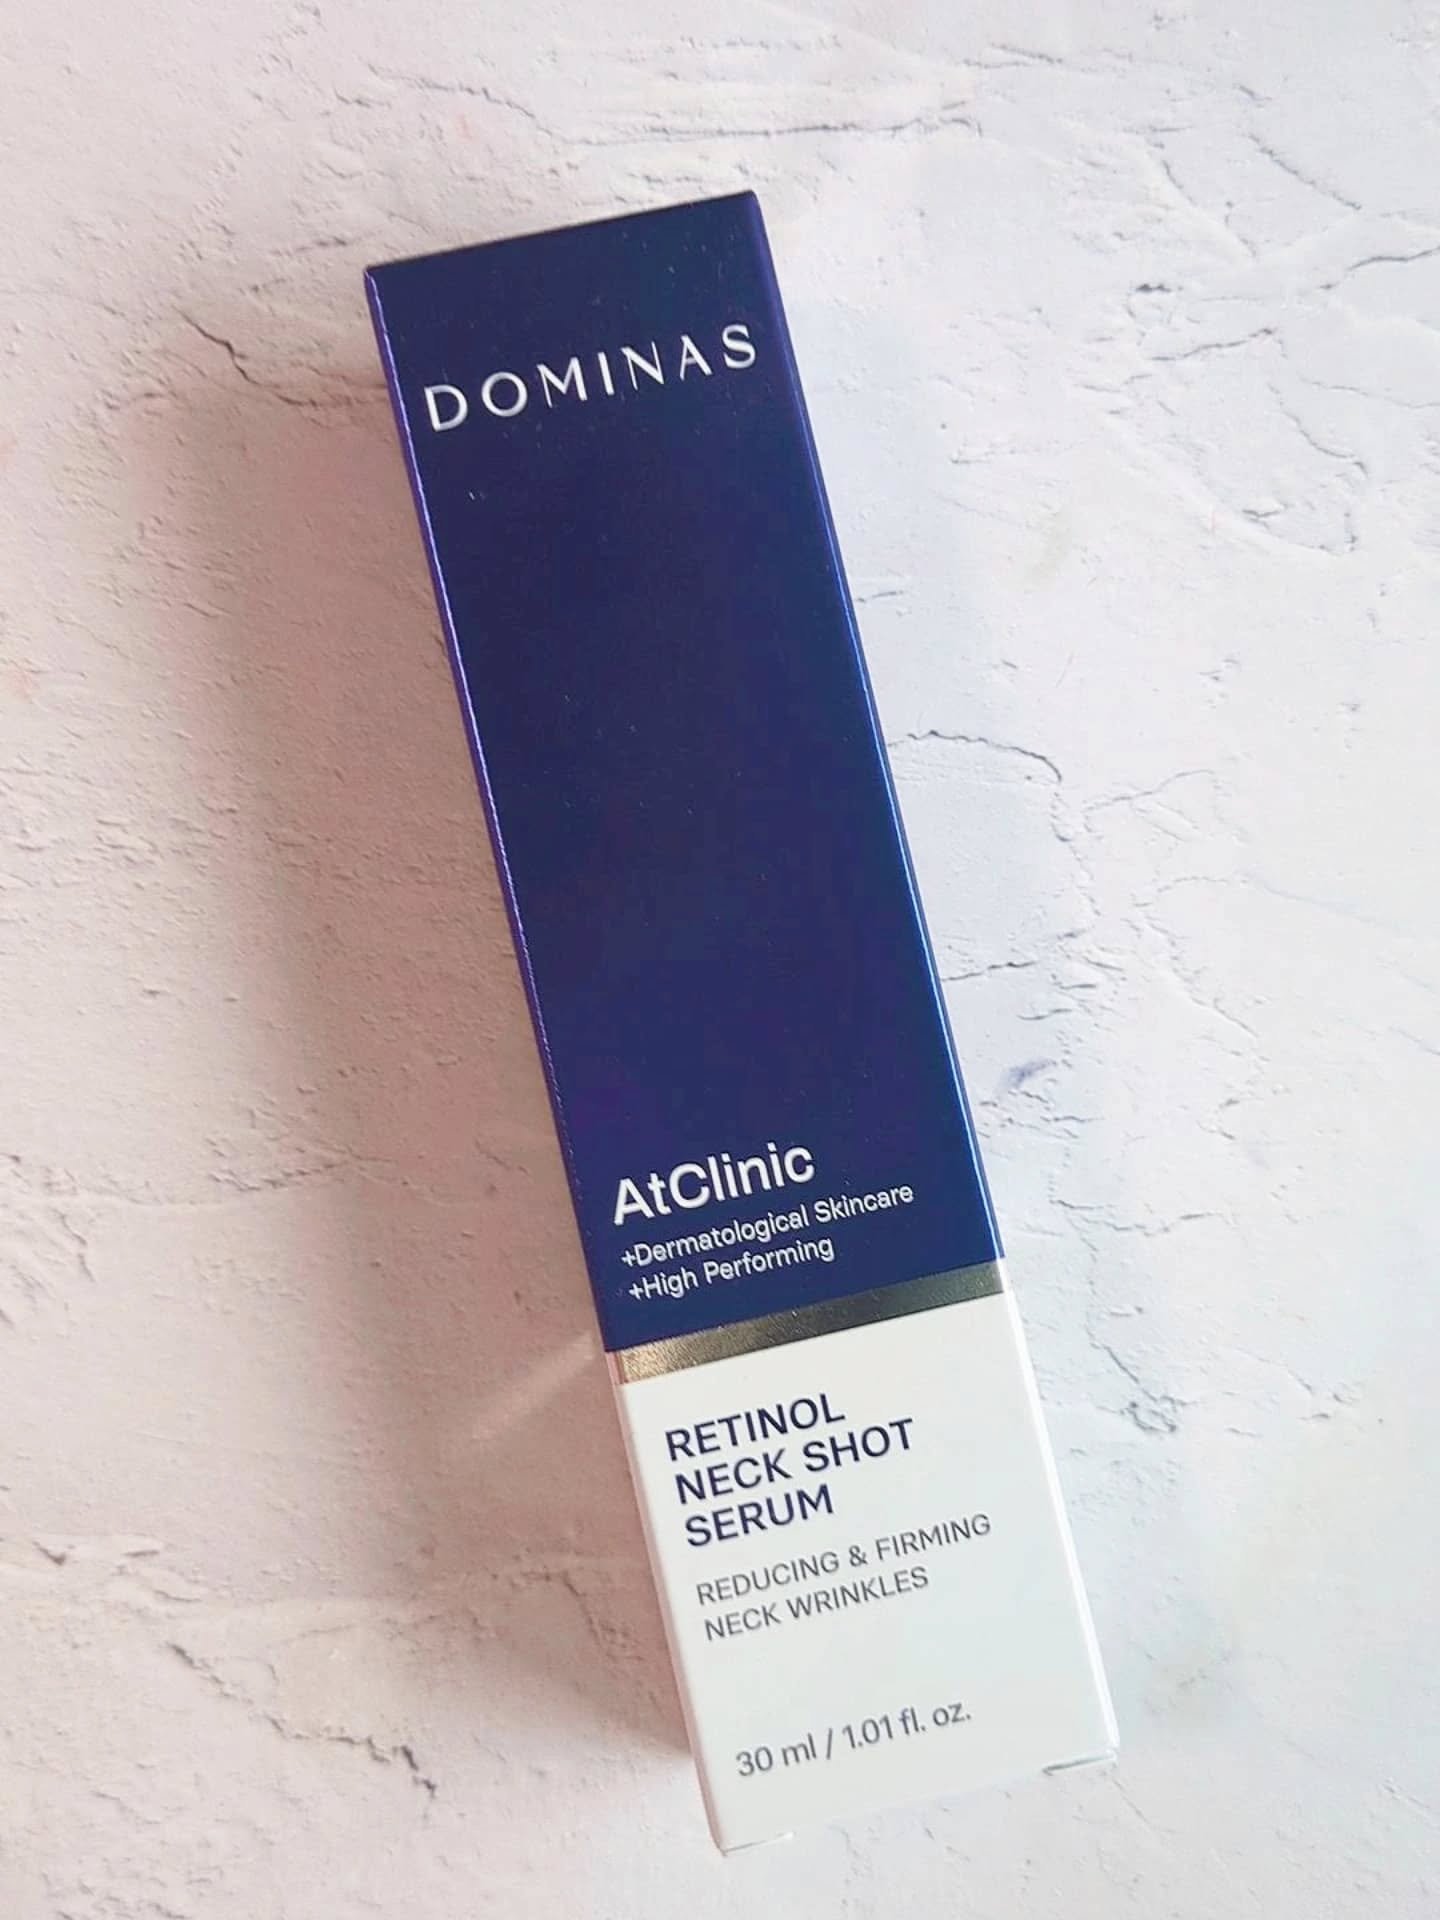 DOMINAS
AtClinic
+Dermatological Skincare
+High Performing
RETINOL
NECK SHOT
SERUM
REDUCING & FIRMING
NECK WRINKLES
30 ml / 1.01 fl. oz.